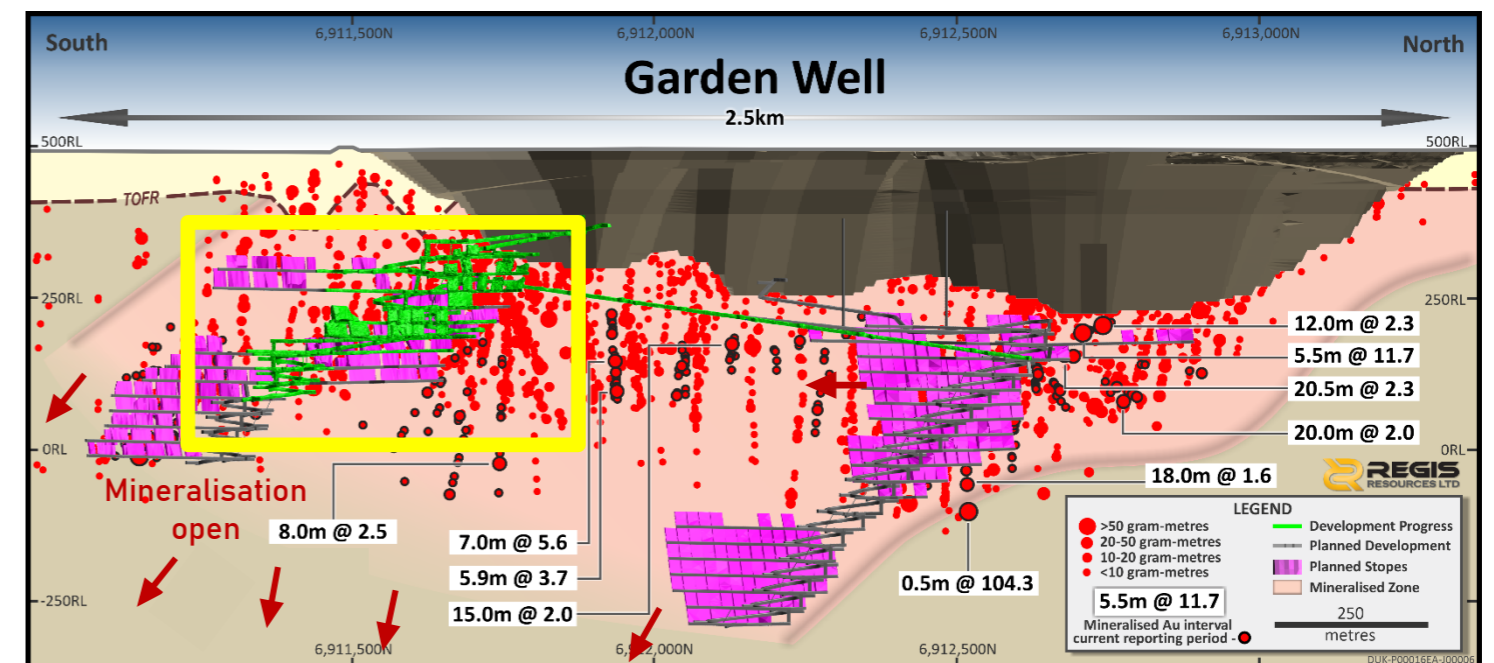 South
6,911,500N
6,912,000N
6,912,500N
6,913,000N
North
Garden Well
2.5km
500RL
500RL
TOFR
250RL
250RL
12.0m @ 2.3
5.5m @ 11.7
20.5m @ 2.3
20.0m @ 2.0
0RL
0RL
REGIS
RESOURCES LTD
18.0m @ 1.6
Mineralisation
open
8.0m @ 2.5
7.0m @ 5.6
5.9m @ 3.7
15.0m @ 2.0
0.5m @ 104.3
LEGEND
>50 gram-metres
20-50 gram-metres
10-20 gram-metres
<10 gram-metres
5.5m @ 11.7
Mineralised Au interval
current reporting period -
Development Progress
Planned Development
Planned Stopes
Mineralised Zone
250
metres
-250RL
6,911,500N
6,912,000N
6,912,500N
DUK-P00016EA-J00006